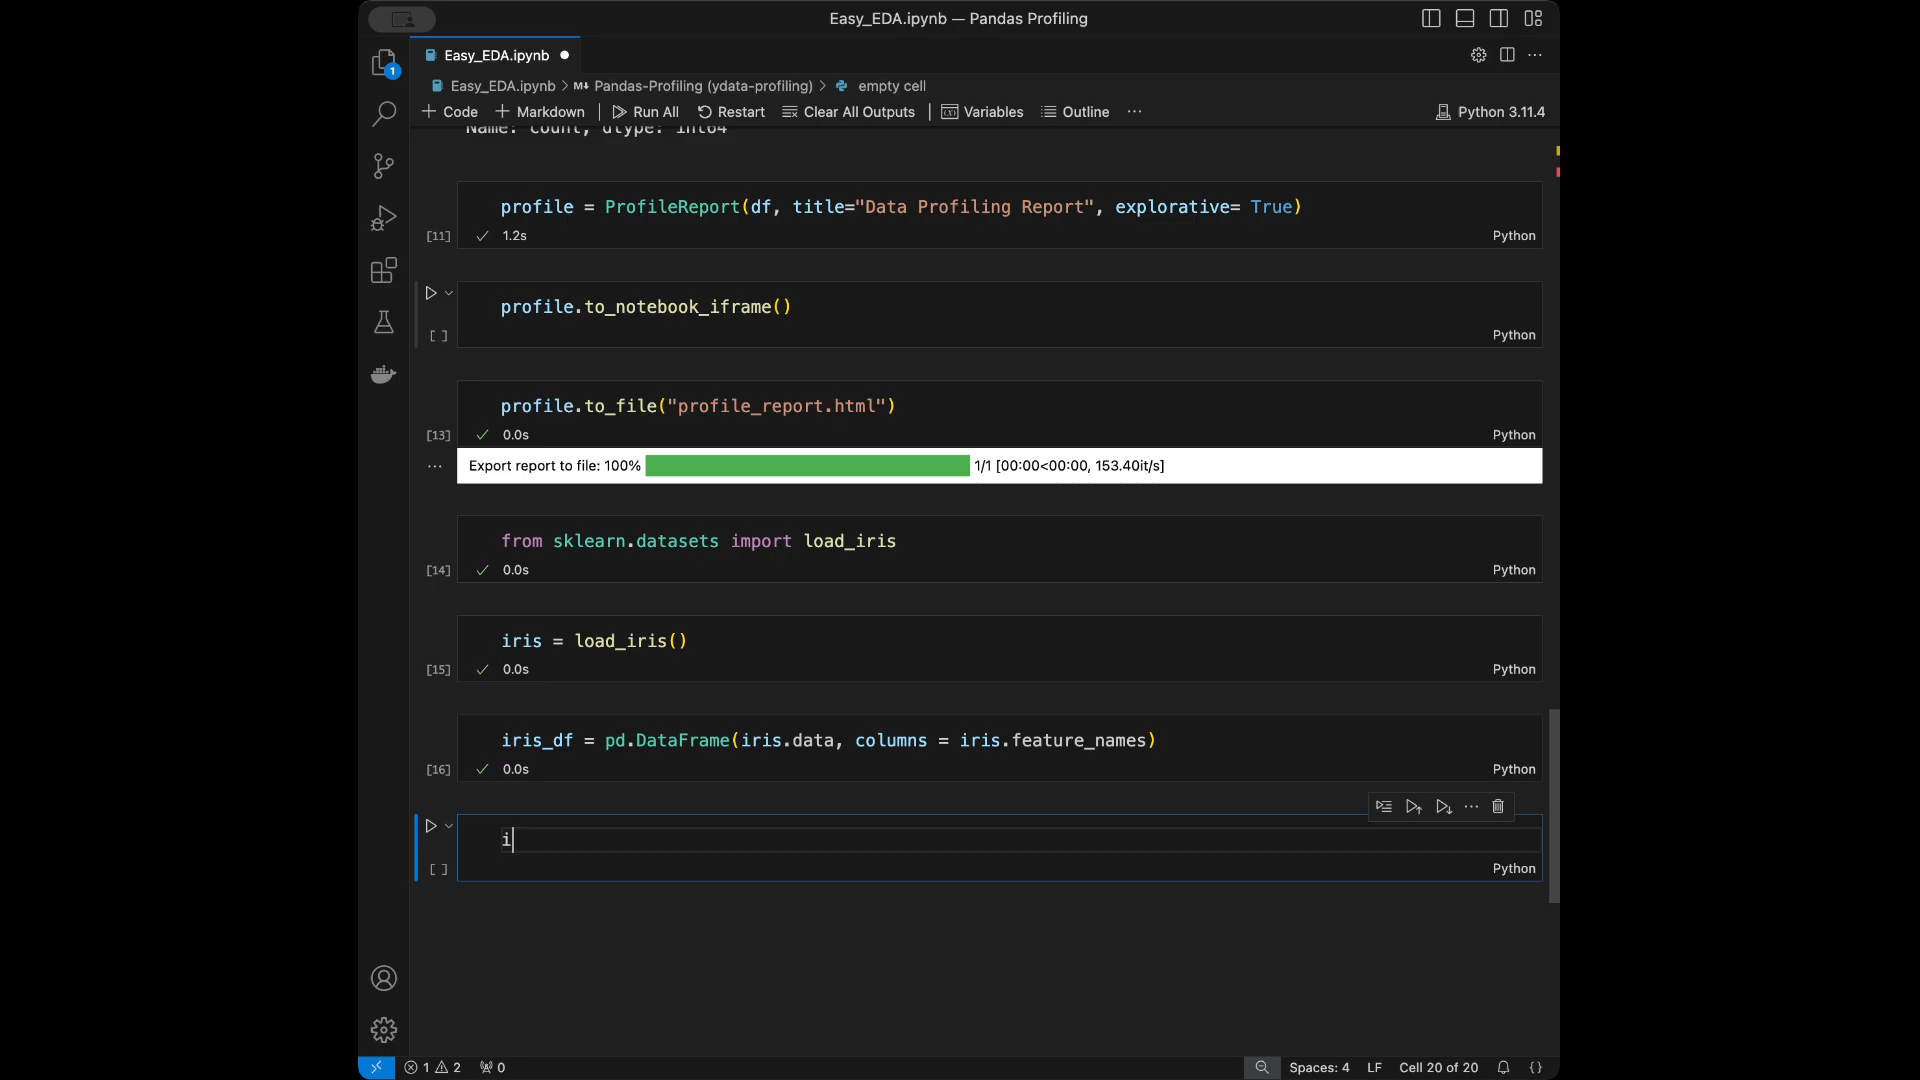 Easy_EDA.ipynb — Pandas Profiling
1
Easy_EDA.ipynb
Easy_EDA.ipynb > M↓ Pandas-Profiling (ydata-profiling) > empty cell
+ Code + Markdown Run All Restart Clear All Outputs Variables Outline ··· Python 3.11.4
Name: count, dtype: int64
profile = ProfileReport(df, title="Data Profiling Report", explorative= True)
[11] ✓ 1.2s Python
profile.to_notebook_iframe()
[ ] Python
profile.to_file("profile_report.html")
[13] ✓ 0.0s Python
··· Export report to file: 100% 1/1 [00:00<00:00, 153.40it/s]
from sklearn.datasets import load_iris
[14] ✓ 0.0s Python
iris = load_iris()
[15] ✓ 0.0s Python
iris_df = pd.DataFrame(iris.data, columns = iris.feature_names)
[16] ✓ 0.0s Python
i
[ ] Python
1 2 0 Spaces: 4 LF Cell 20 of 20 { }